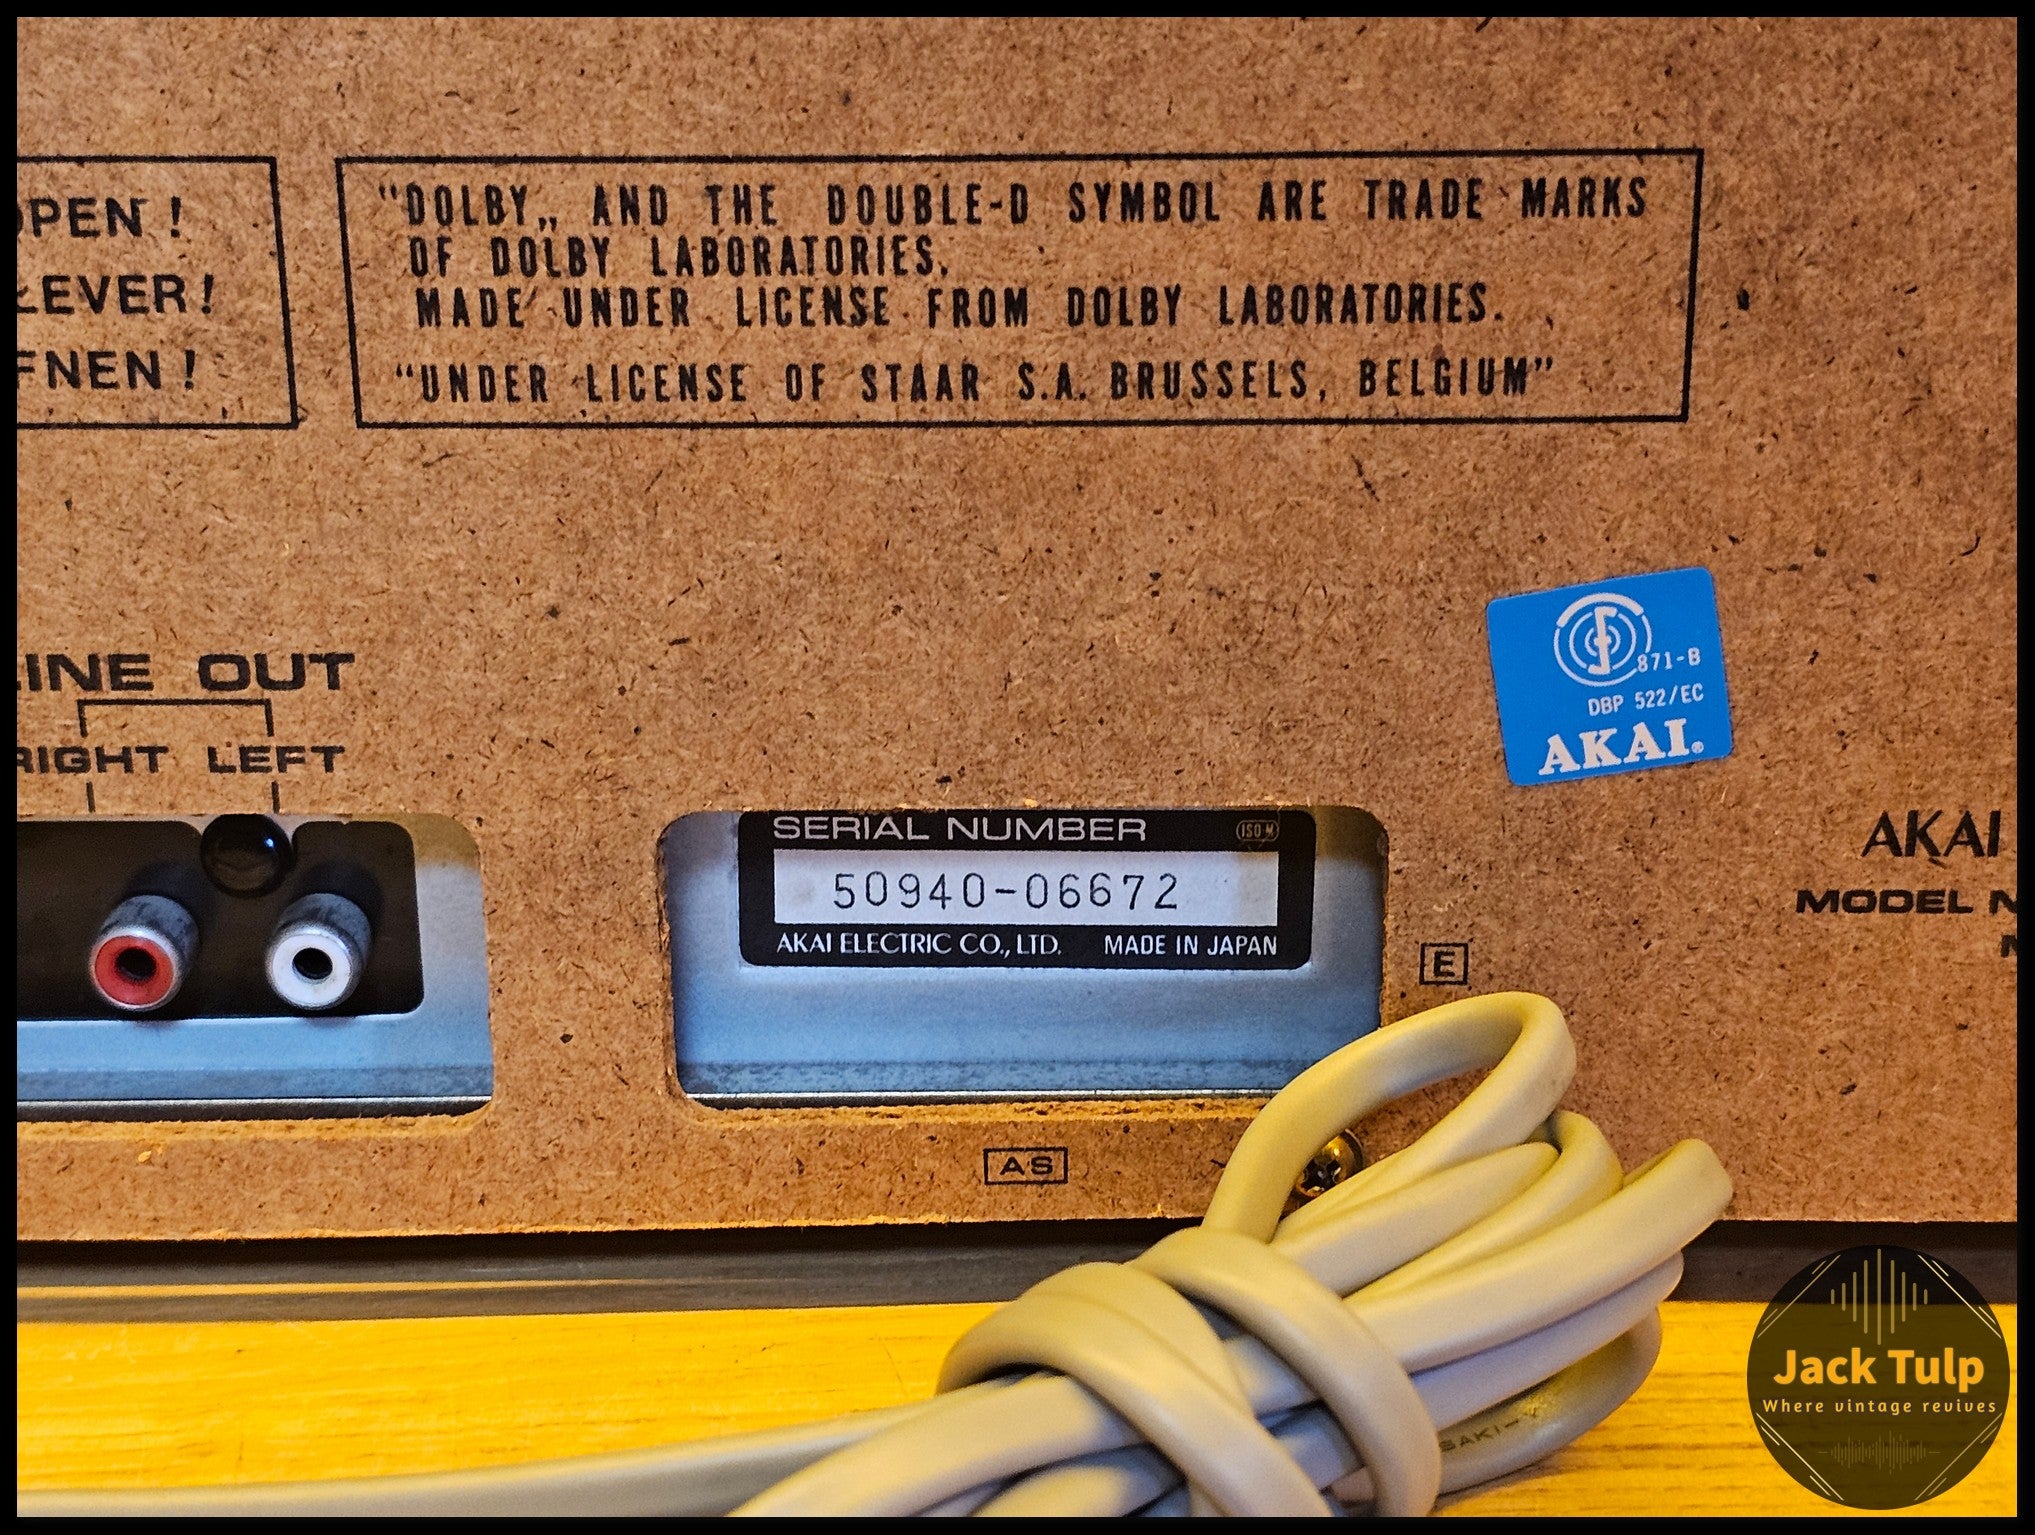 OPEN !
LEVER!
FNEN !
"DOLBY„ AND THE DOUBLE-D SYMBOL ARE TRADE MARKS
OF DOLBY LABORATORIES.
MADE UNDER LICENSE FROM DOLBY LABORATORIES.
"UNDER LICENSE OF STAAR S.A. BRUSSELS, BELGIUM"
LINE OUT
RIGHT LEFT
871-B
DBP 522/EC
AKAI®
SERIAL NUMBER ISO-M
50940-06672
AKAI ELECTRIC CO., LTD. MADE IN JAPAN
AKAI
MODEL
E
AS
Jack Tulp
Where vintage revives